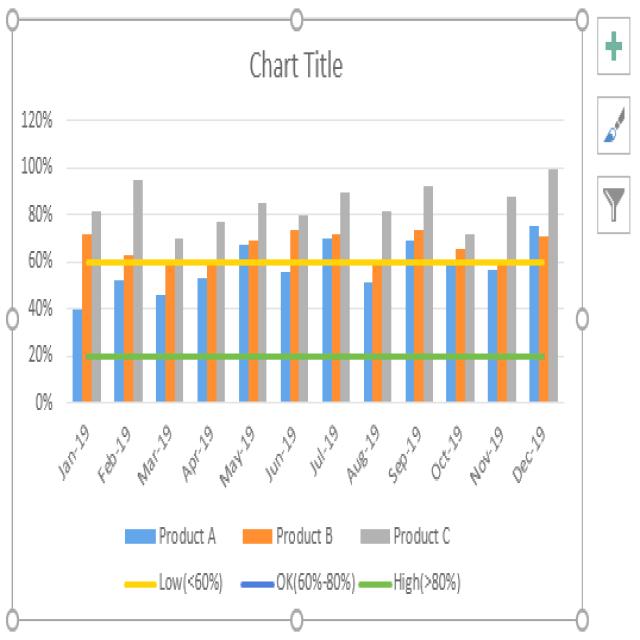 Chart Title
120%
100%
80%
60%
40%
20%
0%
Jan-19 Feb-19 Mar-19 Apr-19 May-19 Jun-19 Jul-19 Aug-19 Sep-19 Oct-19 Nov-19 Dec-19
Product A Product B Product C
Low(<60%) OK(60%-80%) High(>80%)